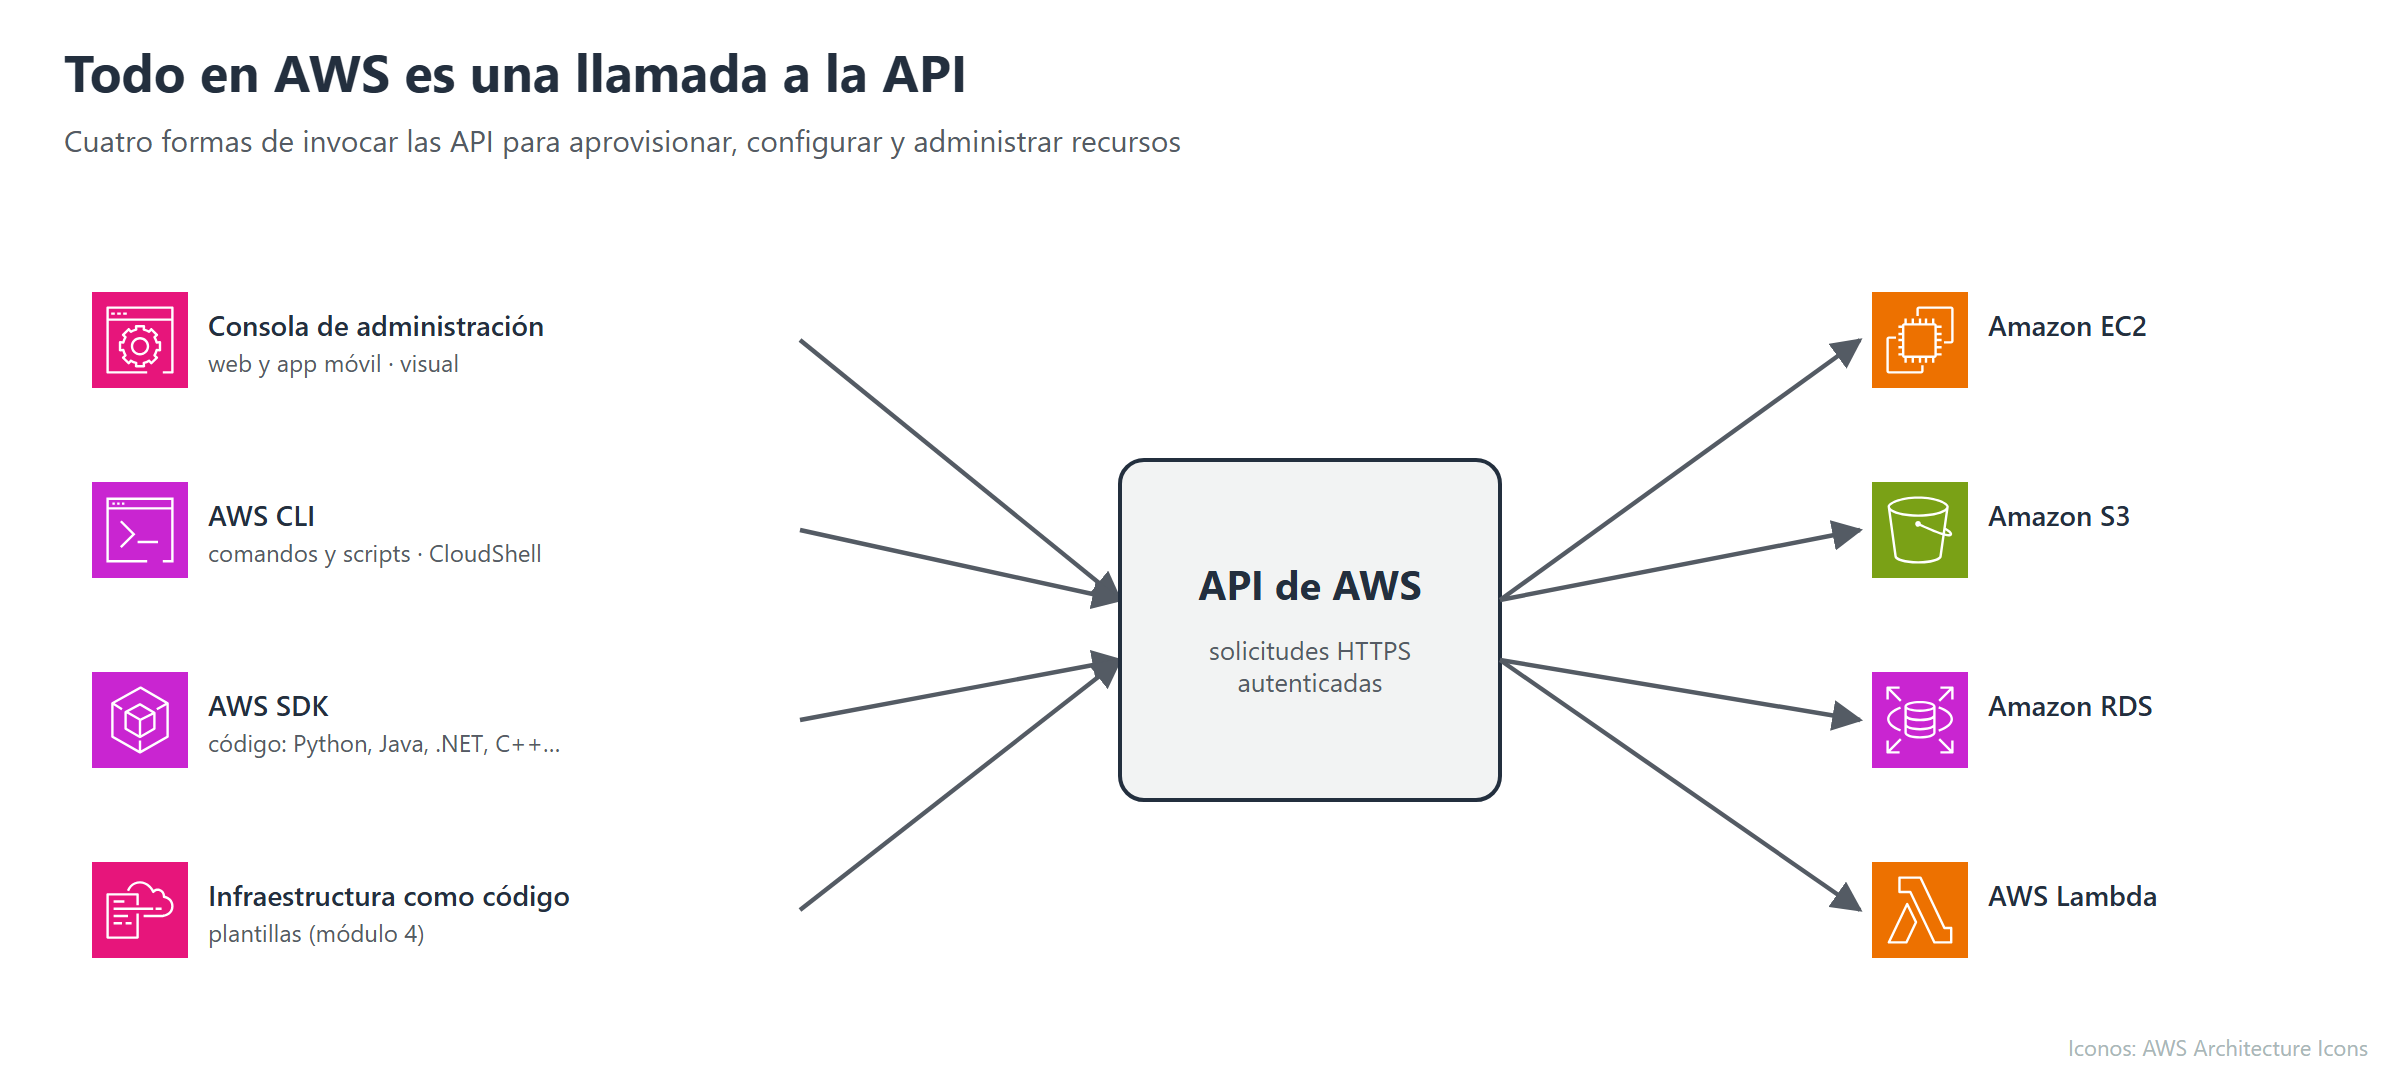 Todo en AWS es una llamada a la API
Cuatro formas de invocar las API para aprovisionar, configurar y administrar recursos
Consola de administración
web y app móvil · visual
AWS CLI
comandos y scripts · CloudShell
AWS SDK
código: Python, Java, .NET, C++...
Infraestructura como código
plantillas (módulo 4)
API de AWS
solicitudes HTTPS
autenticadas
Amazon EC2
Amazon S3
Amazon RDS
AWS Lambda
Iconos: AWS Architecture Icons